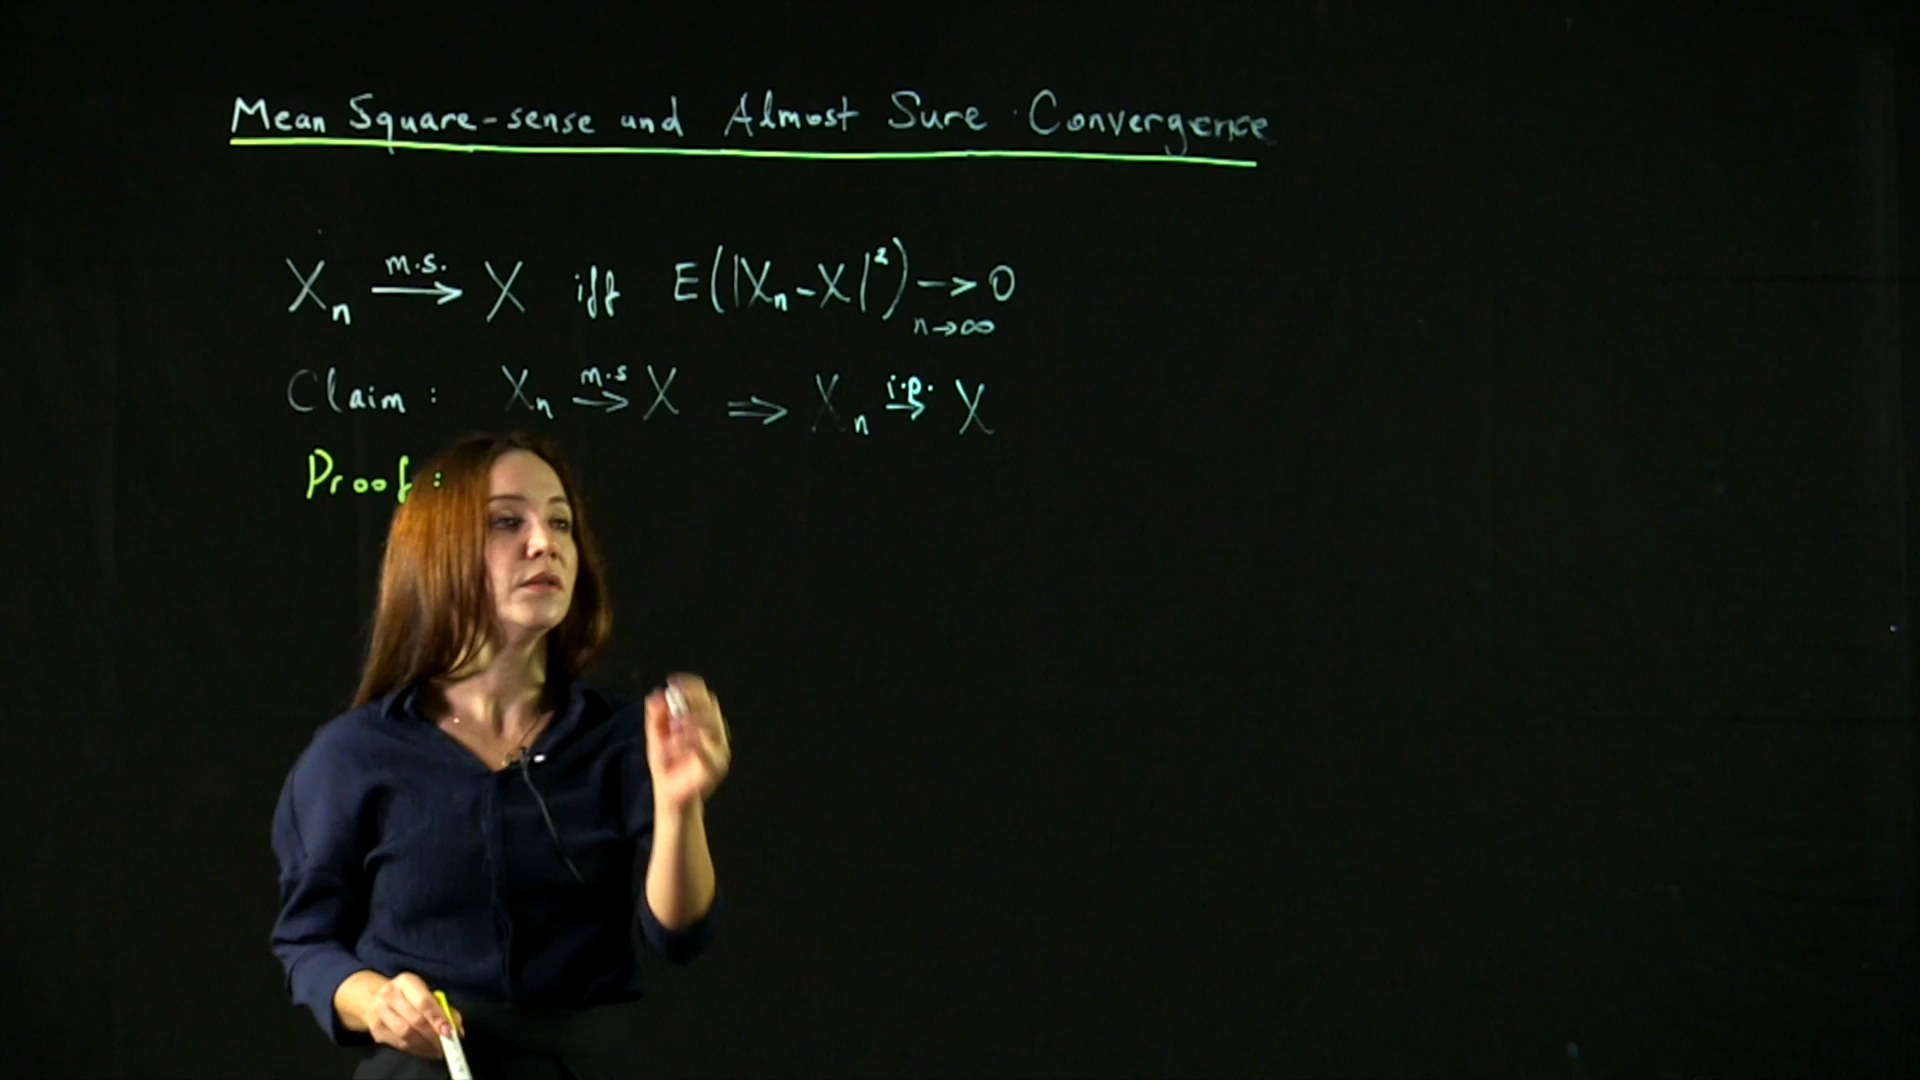 Mean Square-sense and Almost Sure Convergence
Xₙ →(m.s.) X iff E(|Xₙ-X|²) → 0 n→∞
Claim : Xₙ →(m.s) X ⇒ Xₙ →(i.p.) X
Proof :